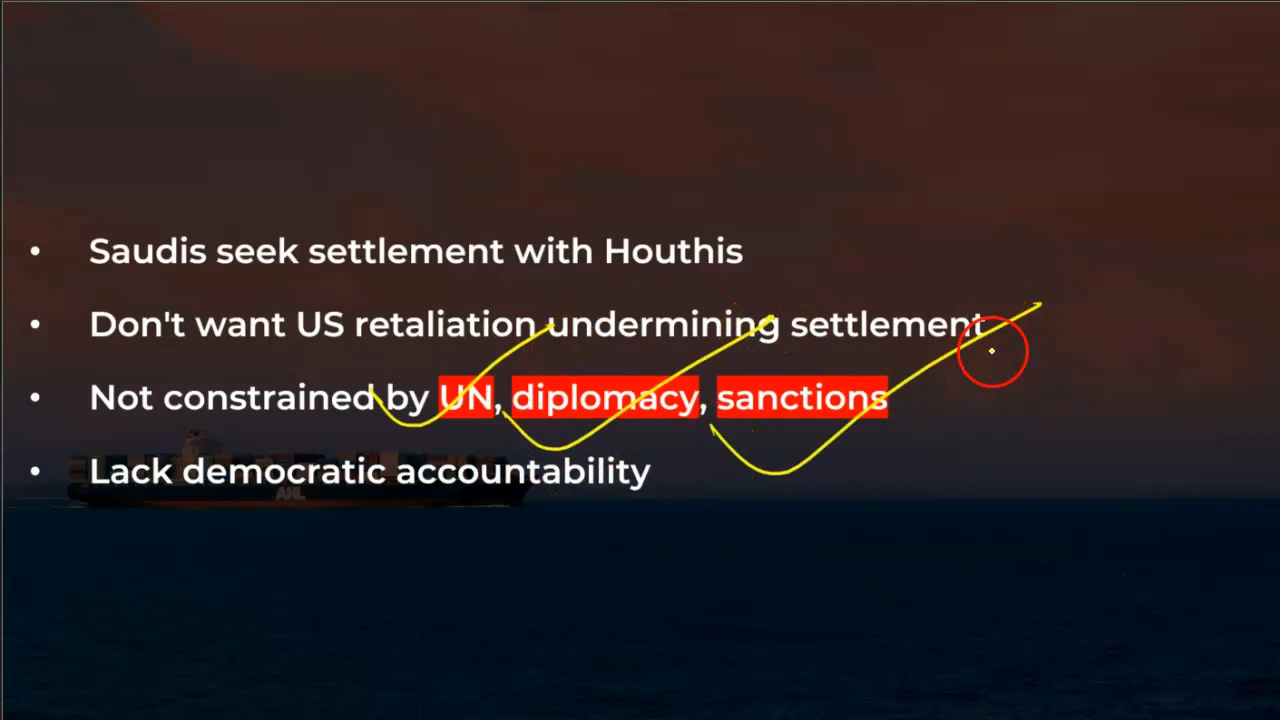 • Saudis seek settlement with Houthis
• Don't want US retaliation undermining settlement
• Not constrained by UN, diplomacy, sanctions
• Lack democratic accountability
ANL